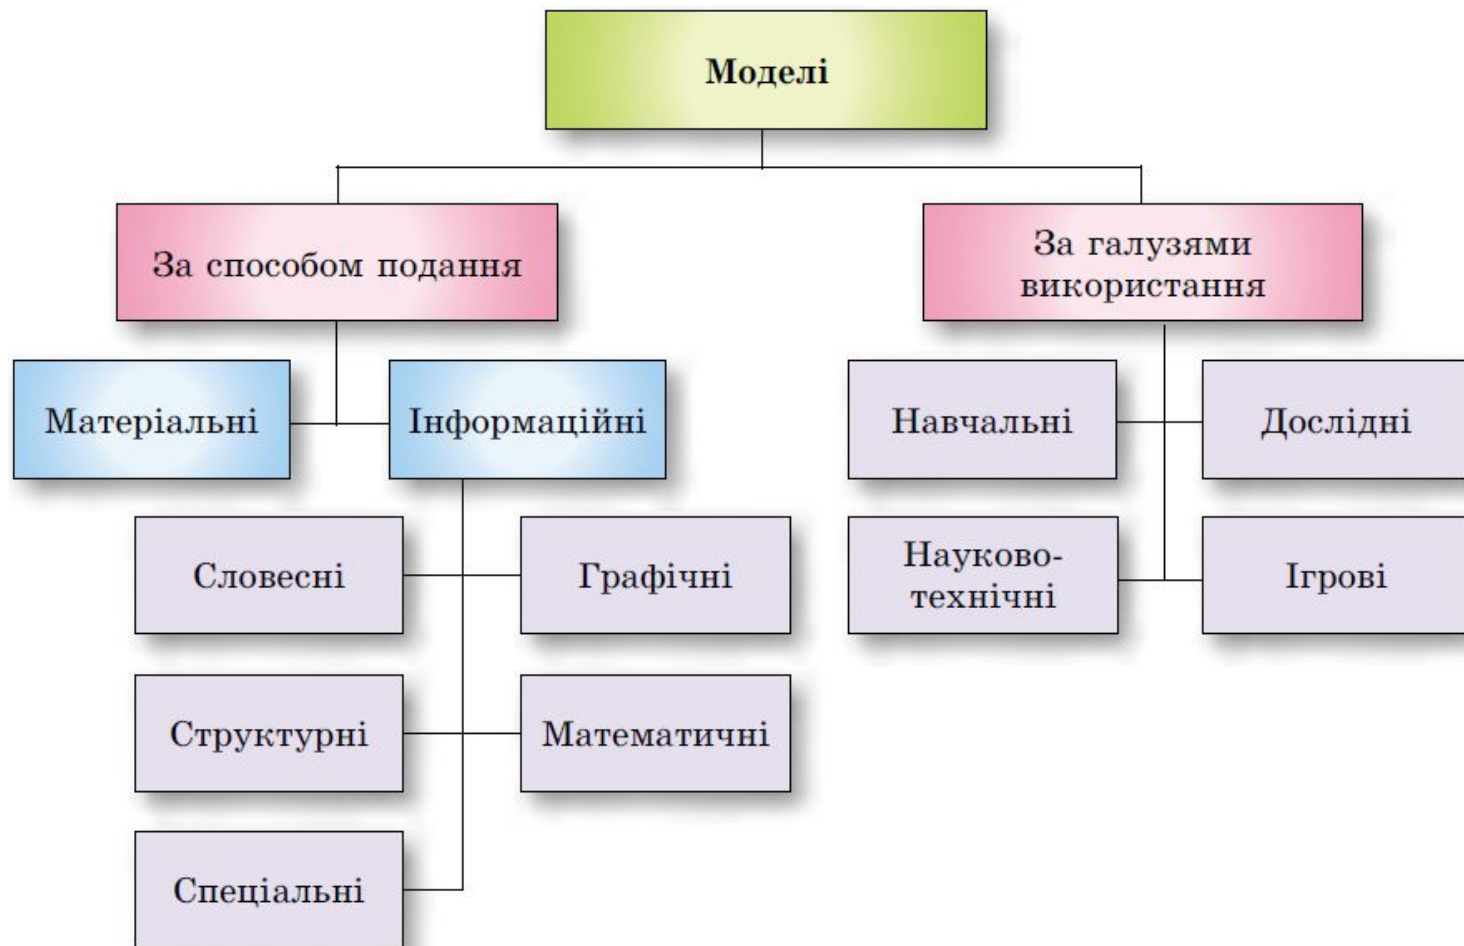 Моделі
За способом подання
За галузями
використання
Матеріальні
Інформаційні
Навчальні
Дослідні
Словесні
Графічні
Науково-
технічні
Ігрові
Структурні
Математичні
Спеціальні